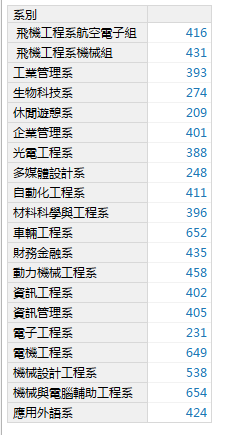 系別
飛機工程系航空電子組 416
飛機工程系機械組 431
工業管理系 393
生物科技系 274
休閒遊憩系 209
企業管理系 401
光電工程系 388
多媒體設計系 248
自動化工程系 411
材料科學與工程系 396
車輛工程系 652
財務金融系 435
動力機械工程系 458
資訊工程系 402
資訊管理系 405
電子工程系 231
電機工程系 649
機械設計工程系 538
機械與電腦輔助工程系 654
應用外語系 424